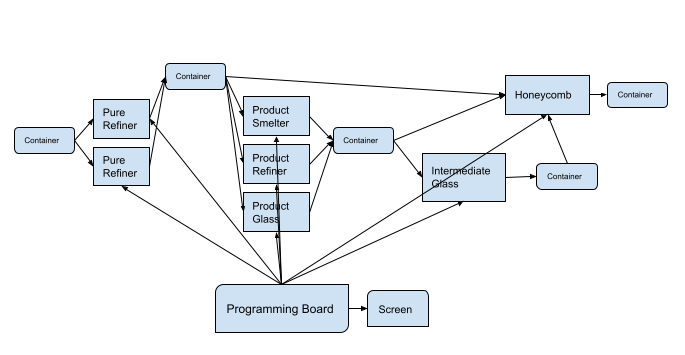 Container
Pure
Refiner
Pure
Refiner
Container
Product
Smelter
Product
Refiner
Product
Glass
Container
Intermediate
Glass
Honeycomb
Container
Container
Programming Board
Screen